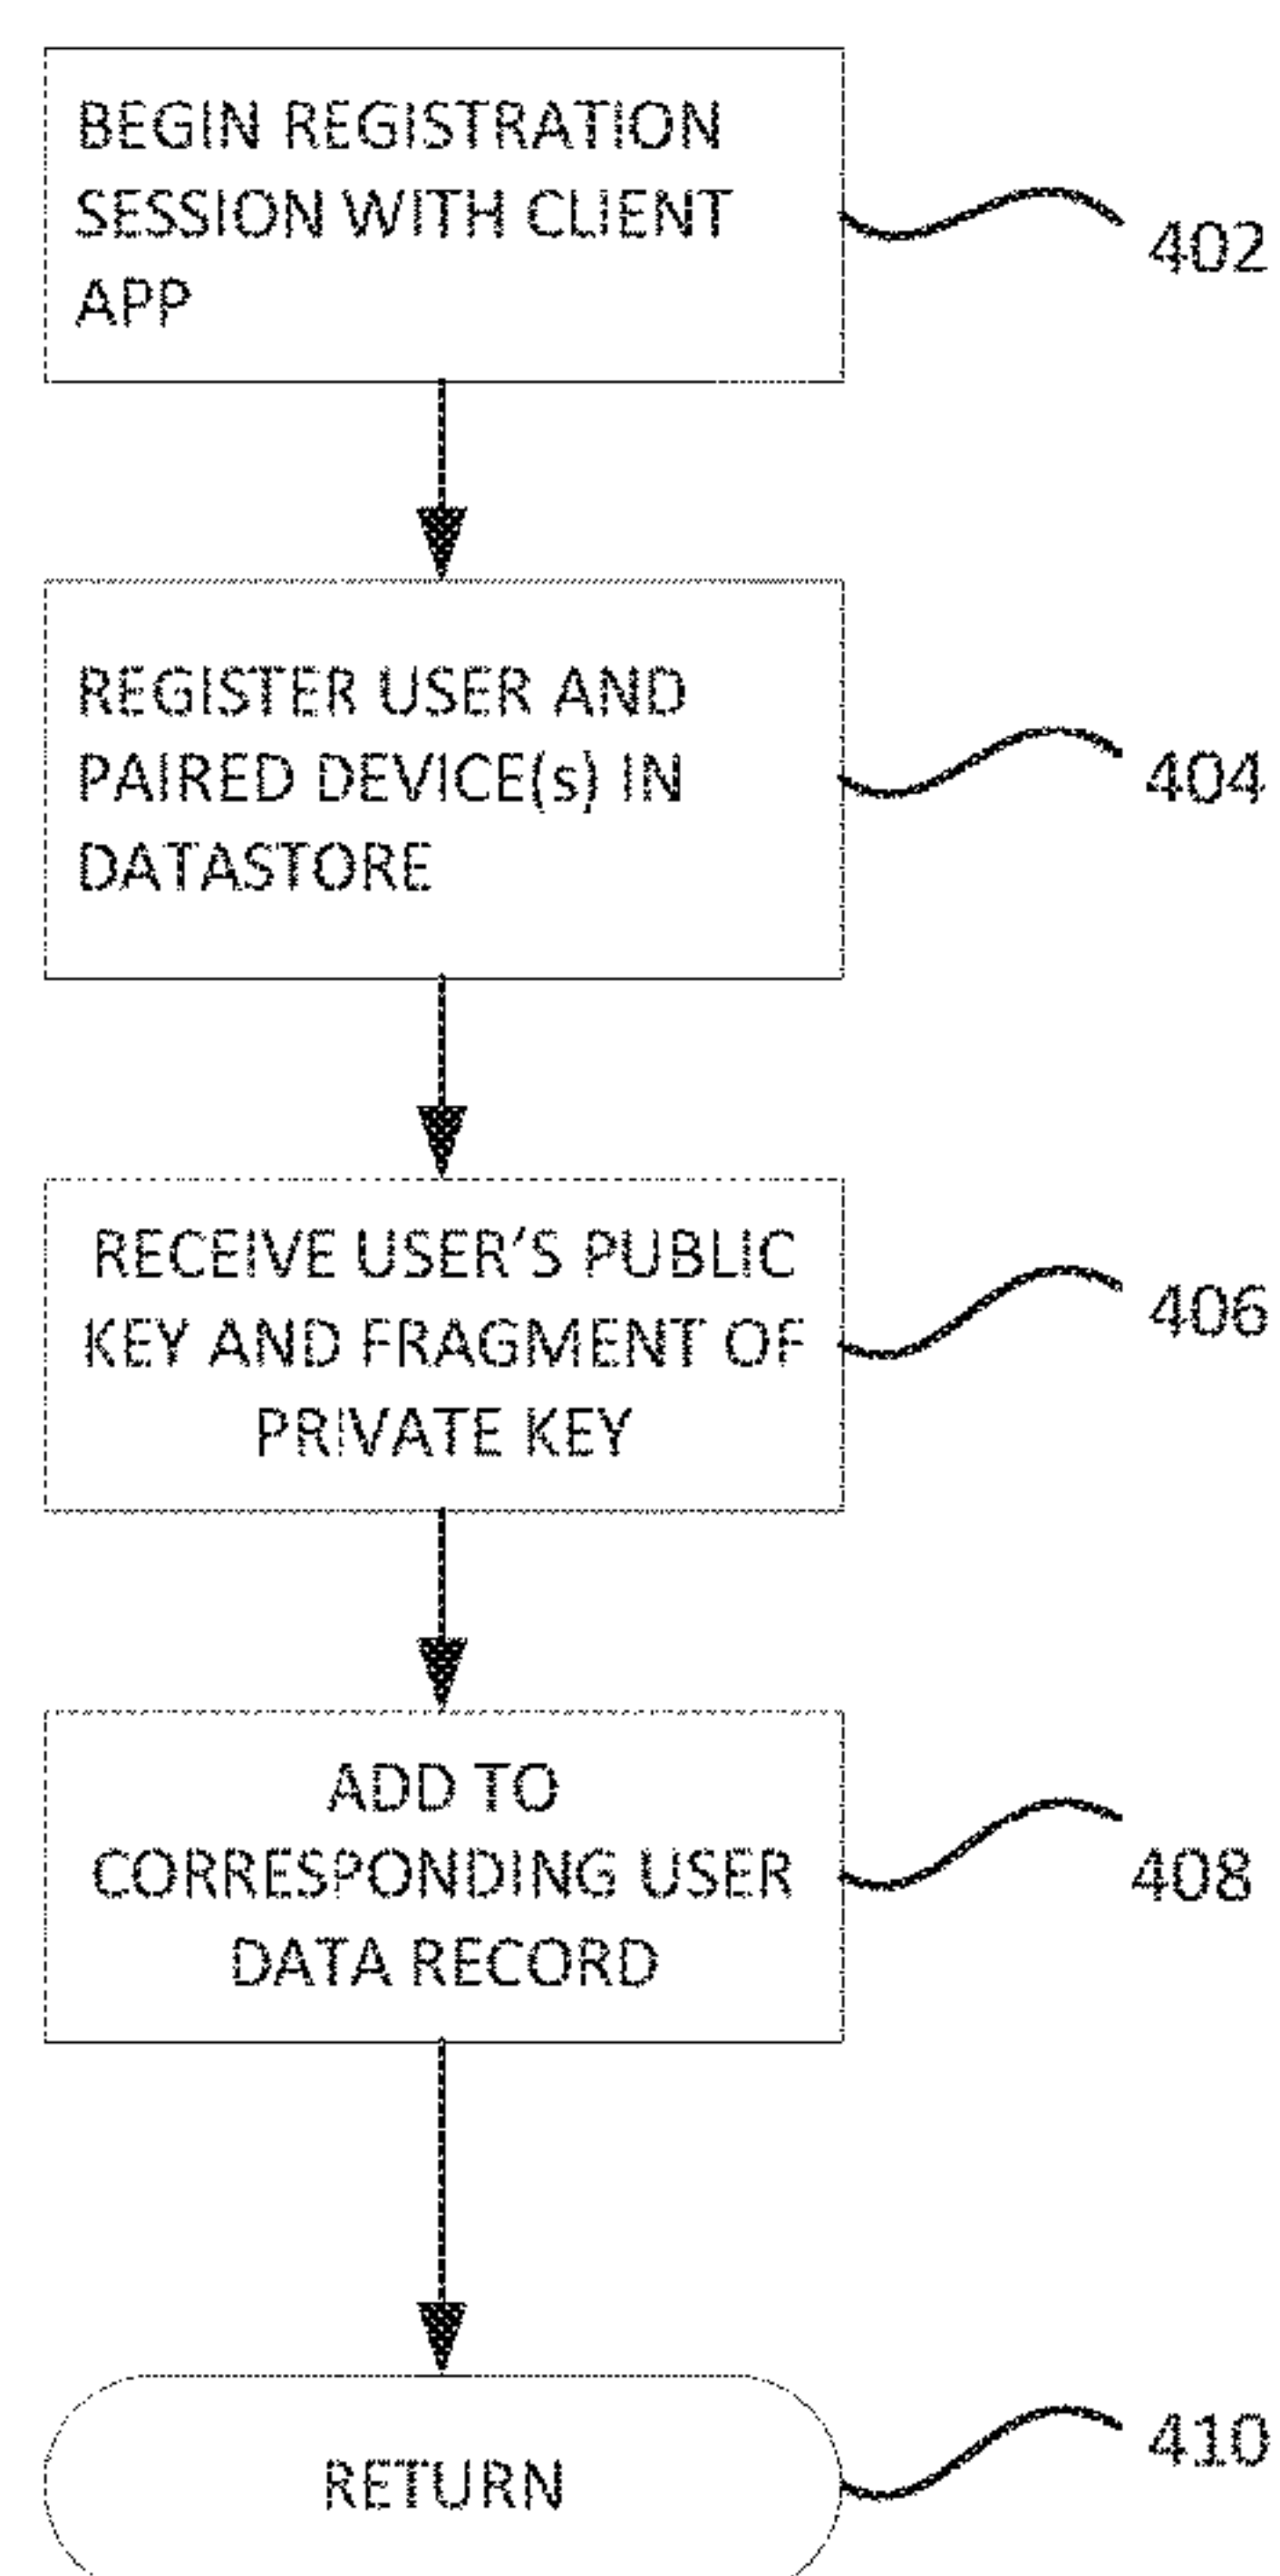 BEGIN REGISTRATION
SESSION WITH CLIENT
APP
402
REGISTER USER AND
PAIRED DEVICE(s) IN
DATASTORE
404
RECEIVE USER’S PUBLIC
KEY AND FRAGMENT OF
PRIVATE KEY
406
ADD TO
CORRESPONDING USER
DATA RECORD
408
RETURN
410